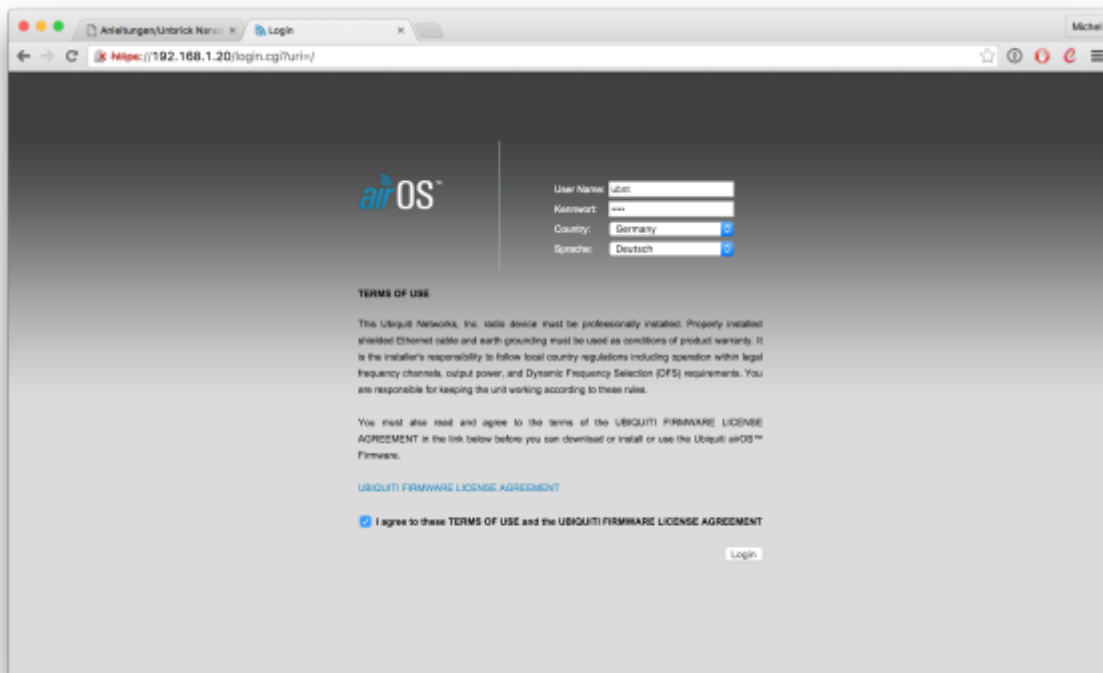 Anleitungen/Unbrick Nano
Login
Michel
https://192.168.1.20/login.cgi?uri=/
airOS™
User Name: ubnt
Kennwort: ••••
Country: Germany
Sprache: Deutsch
TERMS OF USE
This Ubiquiti Networks, Inc. radio device must be professionally installed. Properly installed
shielded Ethernet cable and earth grounding must be used as conditions of product warranty. It
is the installer's responsibility to follow local country regulations including operation within legal
frequency channels, output power, and Dynamic Frequency Selection (DFS) requirements. You
are responsible for keeping the unit working according to these rules.
You must also read and agree to the terms of the UBIQUITI FIRMWARE LICENSE
AGREEMENT in the link below before you can download or install or use the Ubiquiti airOS™
Firmware.
UBIQUITI FIRMWARE LICENSE AGREEMENT
I agree to these TERMS OF USE and the UBIQUITI FIRMWARE LICENSE AGREEMENT
Login